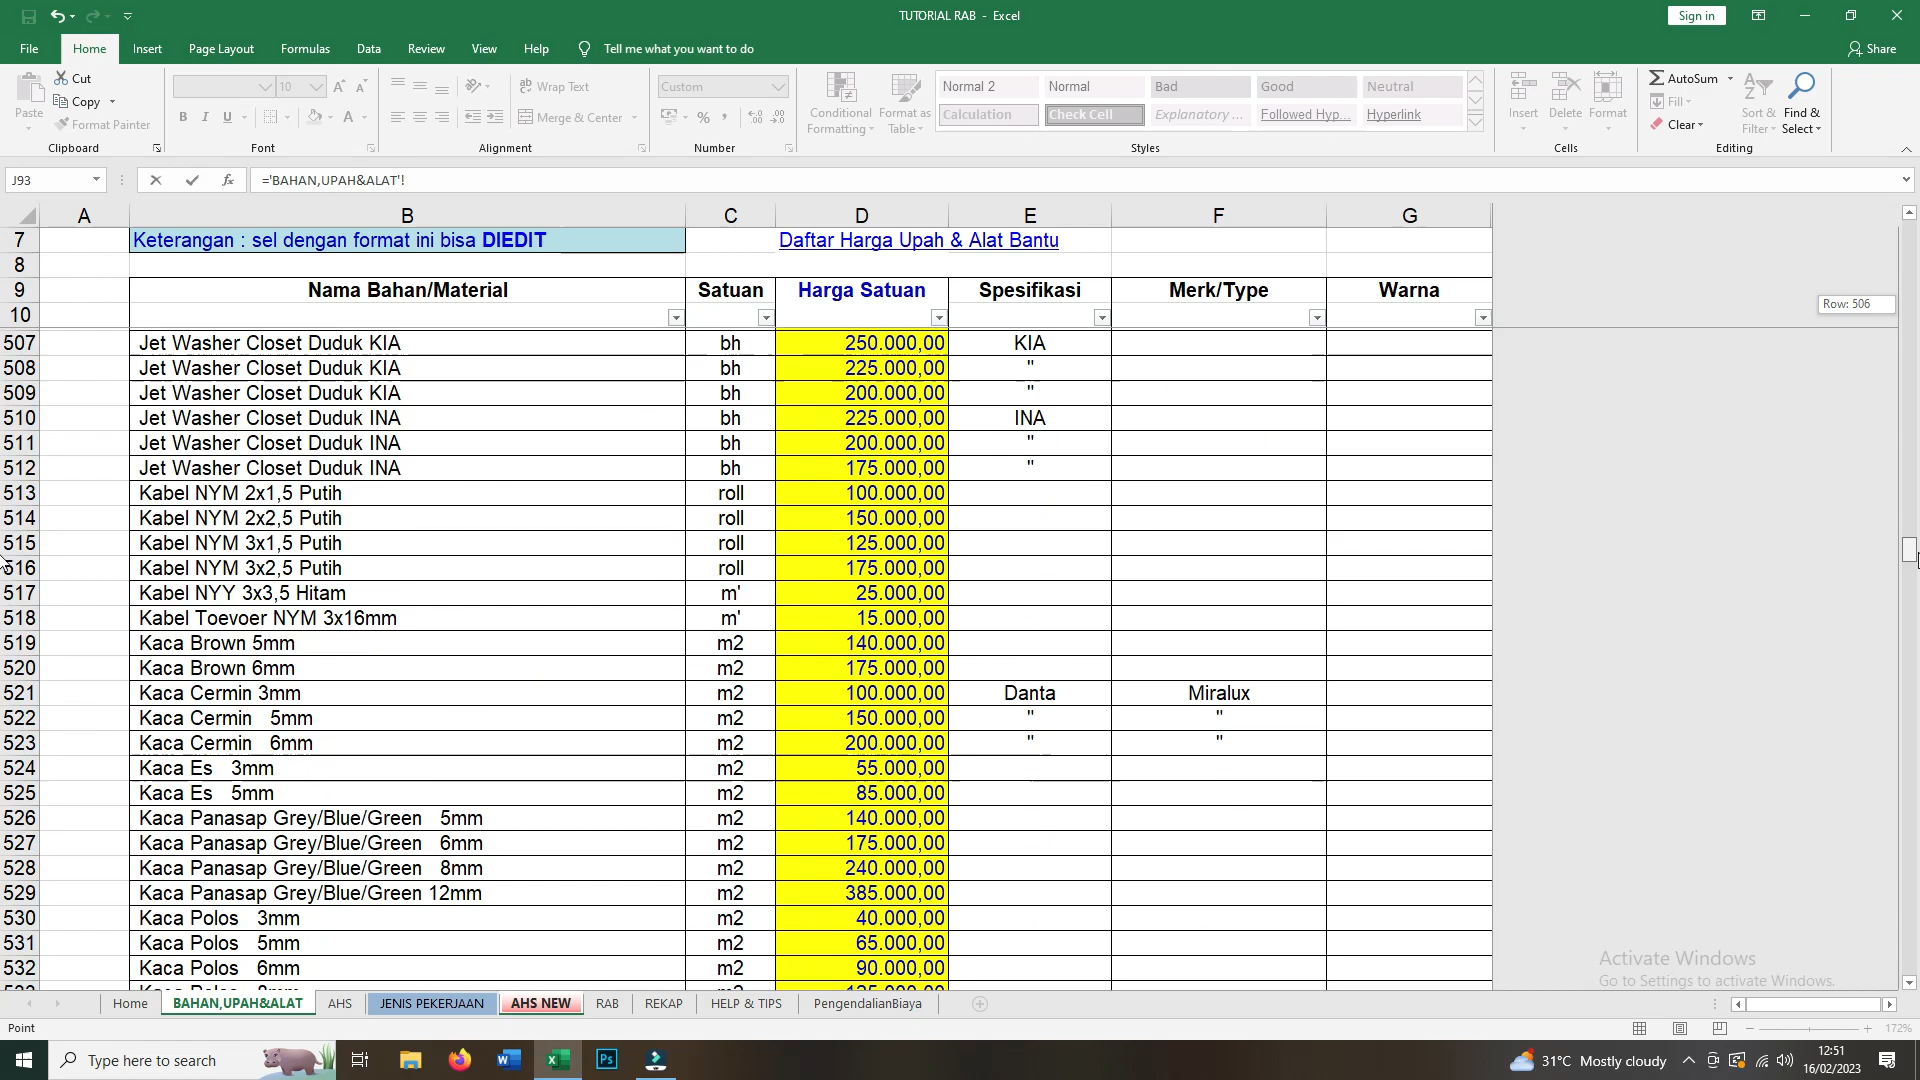 TUTORIAL RAB - Excel
Sign in
File Home Insert Page Layout Formulas Data Review View Help Tell me what you want to do Share
Paste Cut Copy Format Painter Clipboard
10 B I U Font
Wrap Text Merge & Center Alignment
Custom % , Number
Conditional Formatting Format as Table
Normal 2 Normal Bad Good Neutral
Calculation Check Cell Explanatory ... Followed Hyp... Hyperlink
Styles
Insert Delete Format Cells
AutoSum Fill Clear Sort & Filter Find & Select Editing
J93 fx ='BAHAN,UPAH&ALAT'!
A B C D E F G
7 Keterangan : sel dengan format ini bisa DIEDIT Daftar Harga Upah & Alat Bantu
8
9 Nama Bahan/Material Satuan Harga Satuan Spesifikasi Merk/Type Warna
10
Row: 506
507 Jet Washer Closet Duduk KIA bh 250.000,00 KIA
508 Jet Washer Closet Duduk KIA bh 225.000,00 "
509 Jet Washer Closet Duduk KIA bh 200.000,00 "
510 Jet Washer Closet Duduk INA bh 225.000,00 INA
511 Jet Washer Closet Duduk INA bh 200.000,00 "
512 Jet Washer Closet Duduk INA bh 175.000,00 "
513 Kabel NYM 2x1,5 Putih roll 100.000,00
514 Kabel NYM 2x2,5 Putih roll 150.000,00
515 Kabel NYM 3x1,5 Putih roll 125.000,00
516 Kabel NYM 3x2,5 Putih roll 175.000,00
517 Kabel NYY 3x3,5 Hitam m' 25.000,00
518 Kabel Toevoer NYM 3x16mm m' 15.000,00
519 Kaca Brown 5mm m2 140.000,00
520 Kaca Brown 6mm m2 175.000,00
521 Kaca Cermin 3mm m2 100.000,00 Danta Miralux
522 Kaca Cermin 5mm m2 150.000,00 " "
523 Kaca Cermin 6mm m2 200.000,00 " "
524 Kaca Es 3mm m2 55.000,00
525 Kaca Es 5mm m2 85.000,00
526 Kaca Panasap Grey/Blue/Green 5mm m2 140.000,00
527 Kaca Panasap Grey/Blue/Green 6mm m2 175.000,00
528 Kaca Panasap Grey/Blue/Green 8mm m2 240.000,00
529 Kaca Panasap Grey/Blue/Green 12mm m2 385.000,00
530 Kaca Polos 3mm m2 40.000,00
531 Kaca Polos 5mm m2 65.000,00
532 Kaca Polos 6mm m2 90.000,00
Activate Windows
Go to Settings to activate Windows.
Home BAHAN,UPAH&ALAT AHS JENIS PEKERJAAN AHS NEW RAB REKAP HELP & TIPS PengendalianBiaya
Point 172%
Type here to search 31°C Mostly cloudy 12:51
16/02/2023